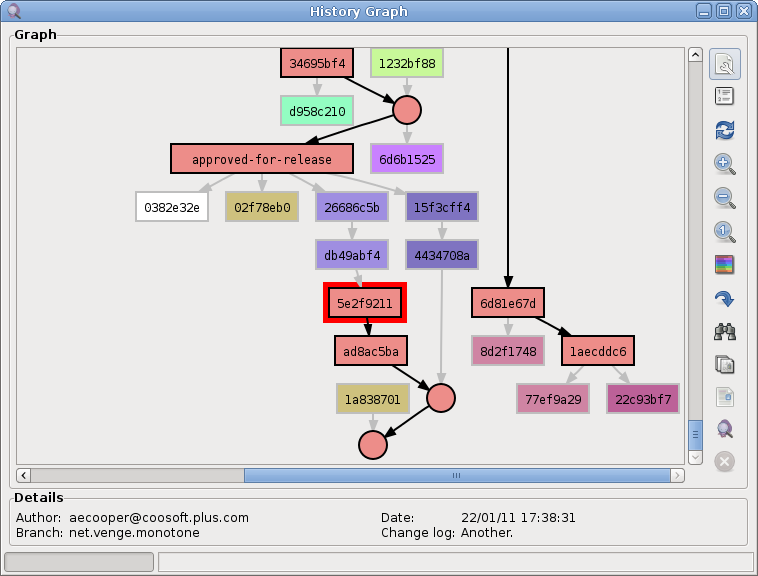 History Graph
Graph
34695bf4 1232bf88
d958c210
approved-for-release 6d6b1525
0382e32e 02f78eb0 26686c5b 15f3cff4
db49abf4 4434708a
5e2f9211 6d81e67d
ad8ac5ba 8d2f1748 1aecddc6
1a838701 77ef9a29 22c93bf7
Details
Author: aecooper@coosoft.plus.com Date: 22/01/11 17:38:31
Branch: net.venge.monotone Change log: Another.